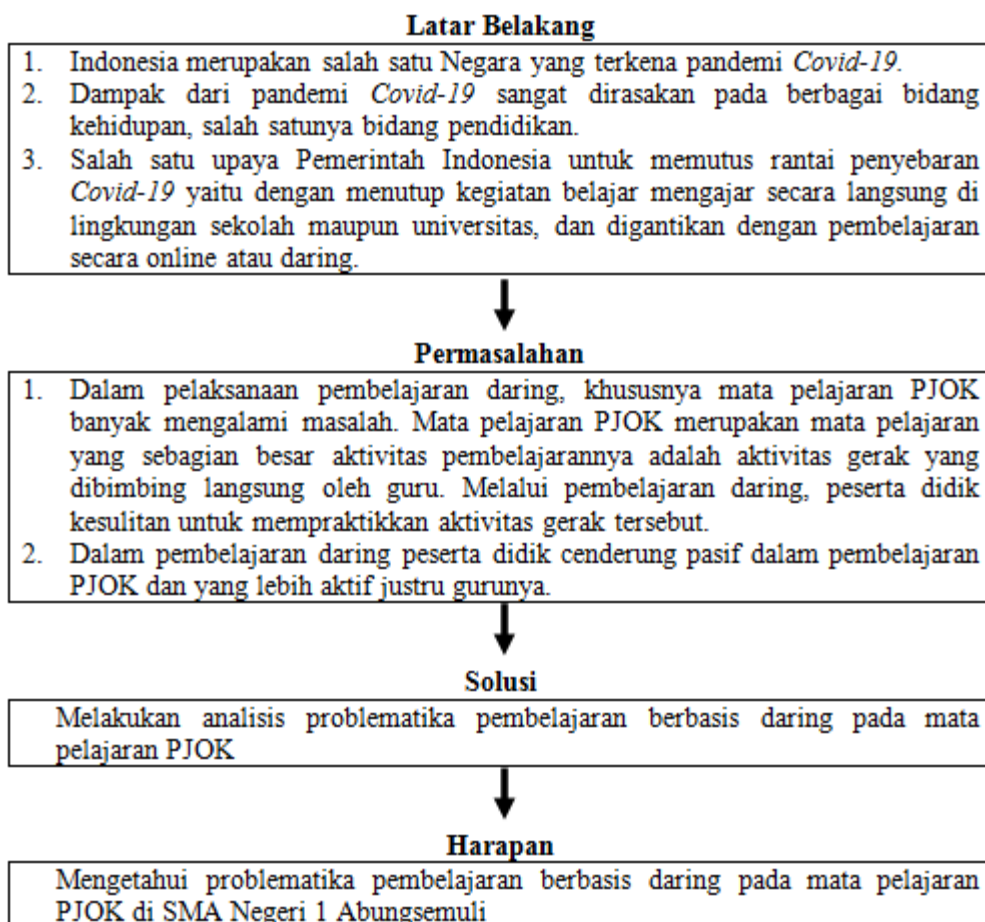 Latar Belakang
1. Indonesia merupakan salah satu Negara yang terkena pandemi Covid-19.
2. Dampak dari pandemi Covid-19 sangat dirasakan pada berbagai bidang
kehidupan, salah satunya bidang pendidikan.
3. Salah satu upaya Pemerintah Indonesia untuk memutus rantai penyebaran
Covid-19 yaitu dengan menutup kegiatan belajar mengajar secara langsung di
lingkungan sekolah maupun universitas, dan digantikan dengan pembelajaran
secara online atau daring.
Permasalahan
1. Dalam pelaksanaan pembelajaran daring, khususnya mata pelajaran PJOK
banyak mengalami masalah. Mata pelajaran PJOK merupakan mata pelajaran
yang sebagian besar aktivitas pembelajarannya adalah aktivitas gerak yang
dibimbing langsung oleh guru. Melalui pembelajaran daring, peserta didik
kesulitan untuk mempraktikkan aktivitas gerak tersebut.
2. Dalam pembelajaran daring peserta didik cenderung pasif dalam pembelajaran
PJOK dan yang lebih aktif justru gurunya.
Solusi
Melakukan analisis problematika pembelajaran berbasis daring pada mata
pelajaran PJOK
Harapan
Mengetahui problematika pembelajaran berbasis daring pada mata pelajaran
PJOK di SMA Negeri 1 Abungsemuli